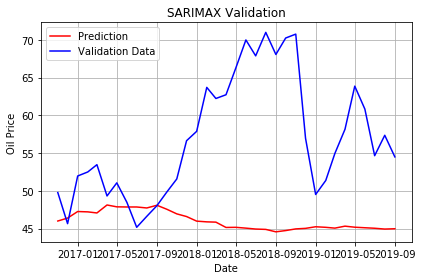 SARIMAX Validation
Prediction
Validation Data
Oil Price
70
65
60
55
50
45
2017-01 2017-05 2017-09 2018-01 2018-05 2018-09 2019-01 2019-05 2019-09
Date